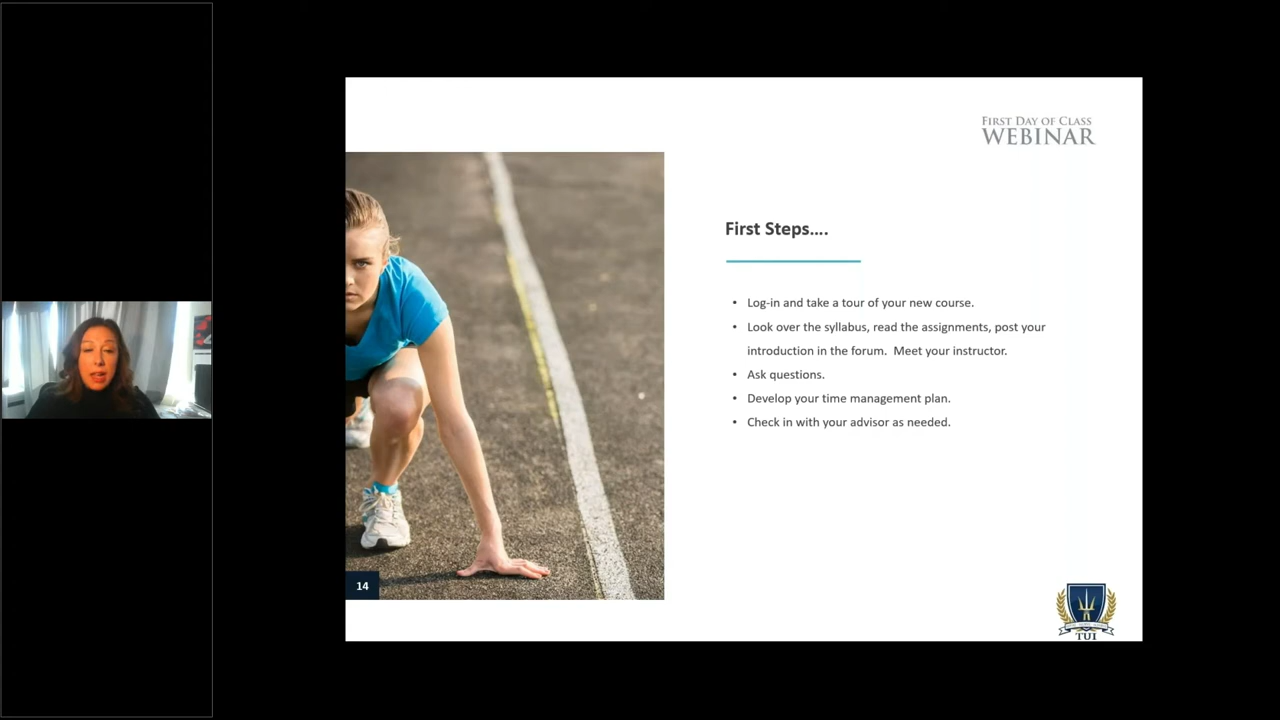 FIRST DAY OF CLASS
WEBINAR
First Steps....
• Log-in and take a tour of your new course.
• Look over the syllabus, read the assignments, post your
introduction in the forum.  Meet your instructor.
• Ask questions.
• Develop your time management plan.
• Check in with your advisor as needed.
14
TUI